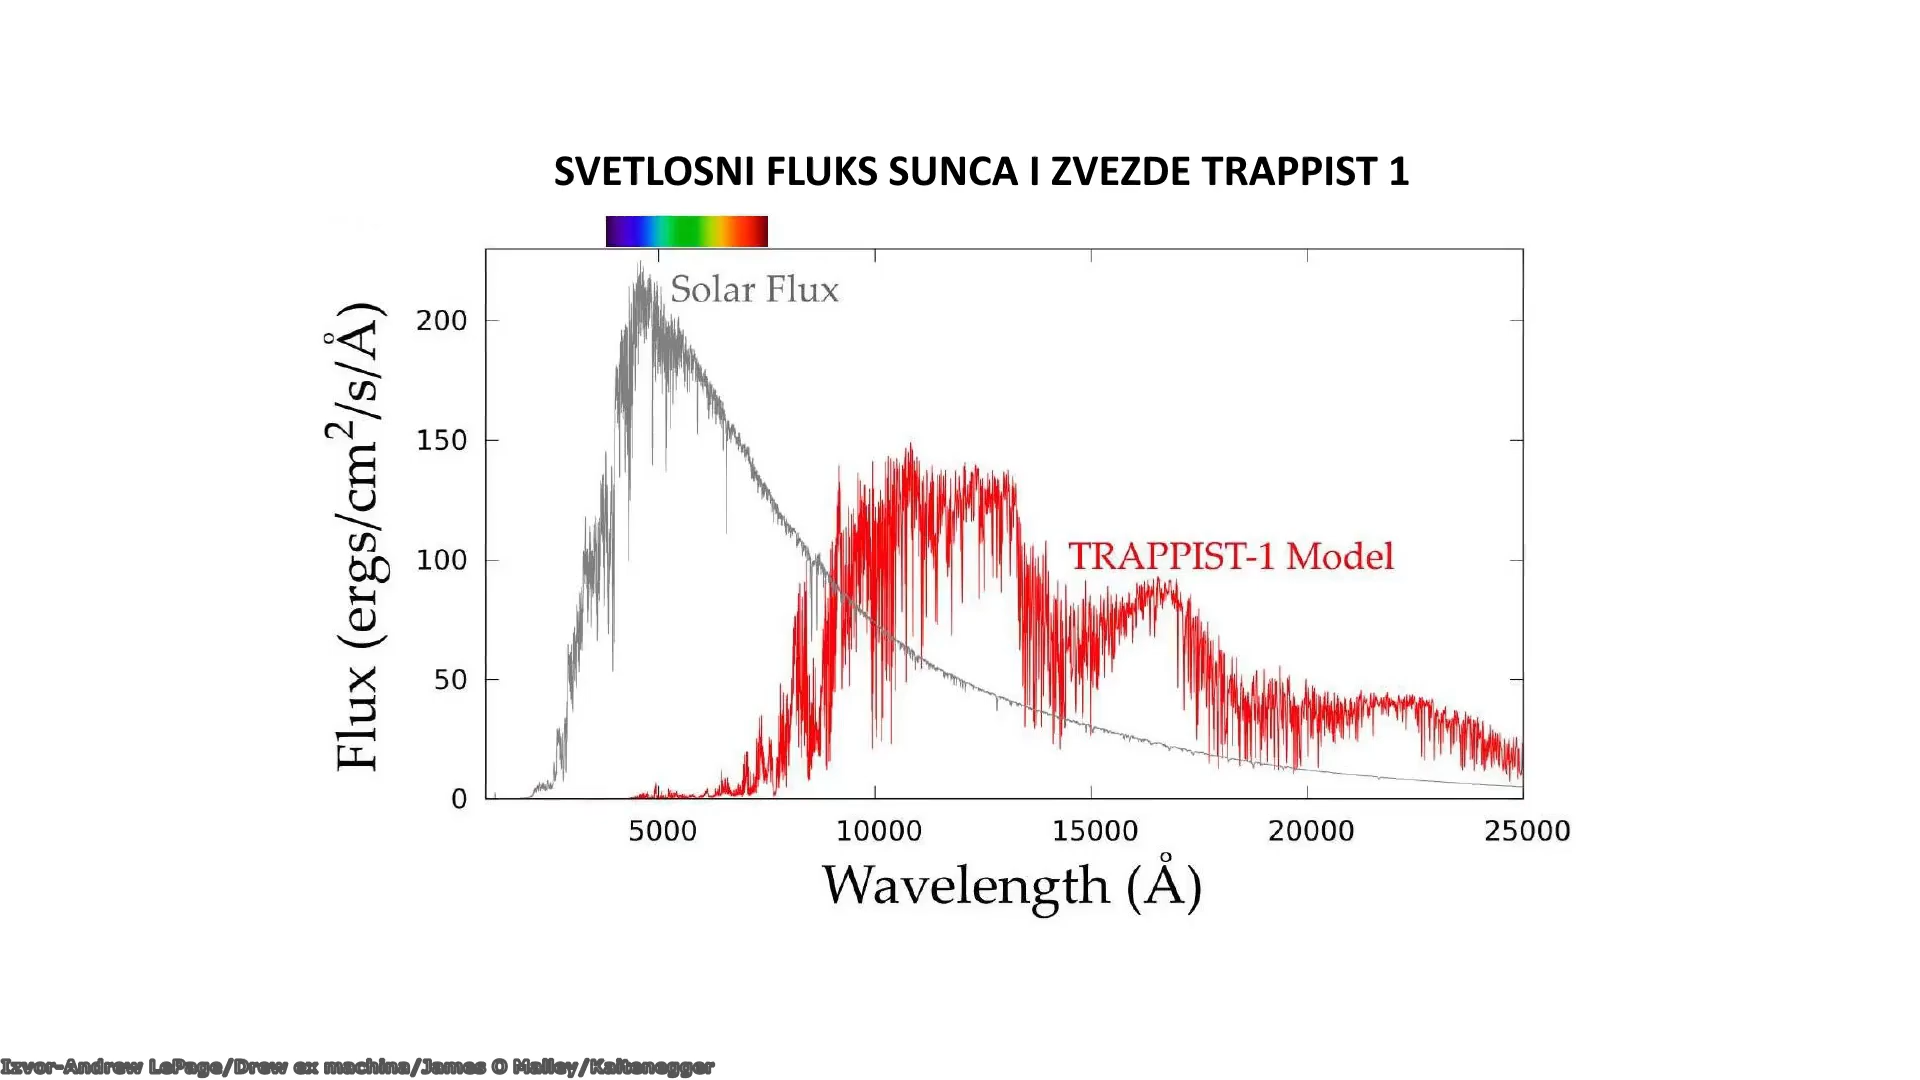 SVETLOSNI FLUKS SUNCA I ZVEZDE TRAPPIST 1
Solar Flux
TRAPPIST-1 Model
Flux (ergs/cm²/s/Å)
200
150
100
50
0
5000 10000 15000 20000 25000
Wavelength (Å)
Izvor-Andrew LePage/Drew ex machina/James O Malley/Kaltenegger